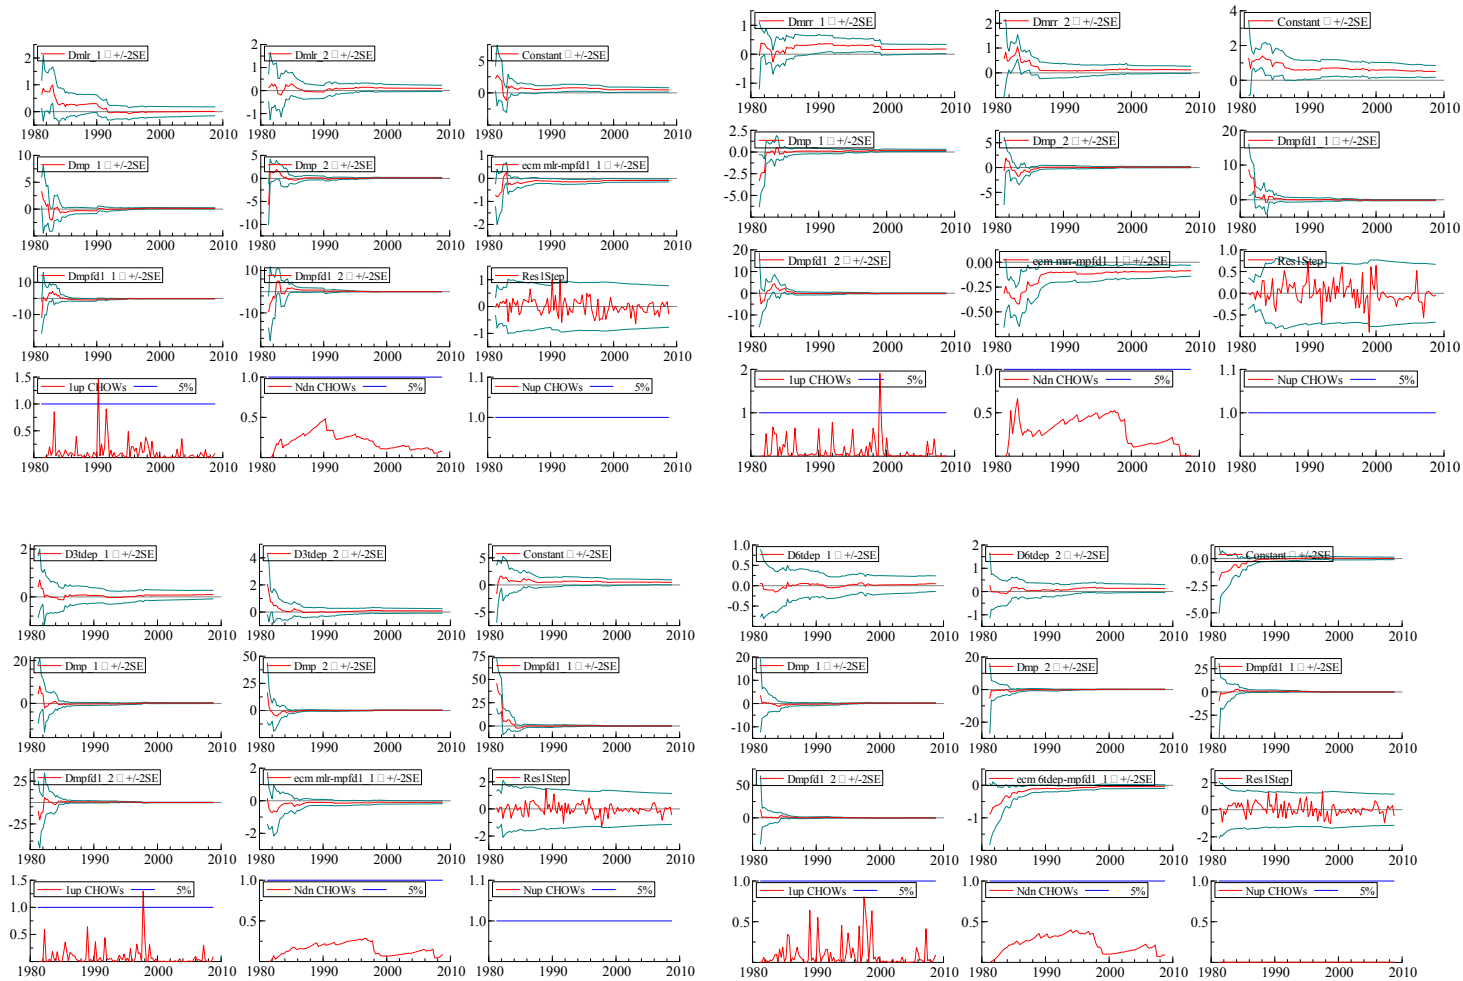 Dmlr_1 □ +/-2SE
2
1
0
1980 1990 2000 2010
Dmlr_2 □ +/-2SE
2
1
0
-1
1980 1990 2000 2010
Constant □ +/-2SE
5
0
1980 1990 2000 2010
Dmp_1 □ +/-2SE
10
5
0
1980 1990 2000 2010
Dmp_2 □ +/-2SE
5
0
-5
-10
1980 1990 2000 2010
ecm mlr-mpfd1_1 □ +/-2SE
1
0
-1
-2
1980 1990 2000 2010
Dmpfd1_1 □ +/-2SE
10
0
-10
1980 1990 2000 2010
Dmpfd1_2 □ +/-2SE
10
0
-10
1980 1990 2000 2010
Res1Step
1
0
-1
1980 1990 2000 2010
1up CHOWs 5%
1.5
1.0
0.5
1980 1990 2000 2010
Ndn CHOWs 5%
1.0
0.5
1980 1990 2000 2010
Nup CHOWs 5%
1.1
1.0
1980 1990 2000 2010
Dmrr_1 □ +/-2SE
1
0
-1
1980 1990 2000 2010
Dmrr_2 □ +/-2SE
2
1
0
1980 1990 2000 2010
Constant □ +/-2SE
4
2
0
1980 1990 2000 2010
Dmp_1 □ +/-2SE
2.5
0.0
-2.5
-5.0
1980 1990 2000 2010
Dmp_2 □ +/-2SE
5
0
-5
1980 1990 2000 2010
Dmpfd1_1 □ +/-2SE
20
10
0
1980 1990 2000 2010
Dmpfd1_2 □ +/-2SE
20
10
0
-10
1980 1990 2000 2010
ecm mrr-mpfd1_1 □ +/-2SE
0.00
-0.25
-0.50
1980 1990 2000 2010
Res1Step
1.0
0.5
0.0
-0.5
1980 1990 2000 2010
1up CHOWs 5%
2
1
1980 1990 2000 2010
Ndn CHOWs 5%
1.0
0.5
1980 1990 2000 2010
Nup CHOWs 5%
1.1
1.0
1980 1990 2000 2010
D3tdep_1 □ +/-2SE
2
0
1980 1990 2000 2010
D3tdep_2 □ +/-2SE
4
2
0
1980 1990 2000 2010
Constant □ +/-2SE
5
0
-5
1980 1990 2000 2010
Dmp_1 □ +/-2SE
20
0
1980 1990 2000 2010
Dmp_2 □ +/-2SE
50
25
0
1980 1990 2000 2010
Dmpfd1_1 □ +/-2SE
75
50
25
0
1980 1990 2000 2010
Dmpfd1_2 □ +/-2SE
25
0
-25
1980 1990 2000 2010
ecm mlr-mpfd1_1 □ +/-2SE
2
0
-2
1980 1990 2000 2010
Res1Step
2
0
-2
1980 1990 2000 2010
1up CHOWs 5%
1.5
1.0
0.5
1980 1990 2000 2010
Ndn CHOWs 5%
1.0
0.5
1980 1990 2000 2010
Nup CHOWs 5%
1.1
1.0
1980 1990 2000 2010
D6tdep_1 □ +/-2SE
1.0
0.5
0.0
-0.5
1980 1990 2000 2010
D6tdep_2 □ +/-2SE
2
1
0
-1
1980 1990 2000 2010
Constant □ +/-2SE
0.0
-2.5
-5.0
1980 1990 2000 2010
Dmp_1 □ +/-2SE
20
10
0
-10
1980 1990 2000 2010
Dmp_2 □ +/-2SE
20
0
-20
1980 1990 2000 2010
Dmpfd1_1 □ +/-2SE
25
0
-25
1980 1990 2000 2010
Dmpfd1_2 □ +/-2SE
50
0
1980 1990 2000 2010
ecm 6tdep-mpfd1_1 □ +/-2SE
0
-1
1980 1990 2000 2010
Res1Step
2
1
0
-1
-2
1980 1990 2000 2010
1up CHOWs 5%
1.0
0.5
1980 1990 2000 2010
Ndn CHOWs 5%
1.0
0.5
1980 1990 2000 2010
Nup CHOWs 5%
1.0
0.5
1980 1990 2000 2010